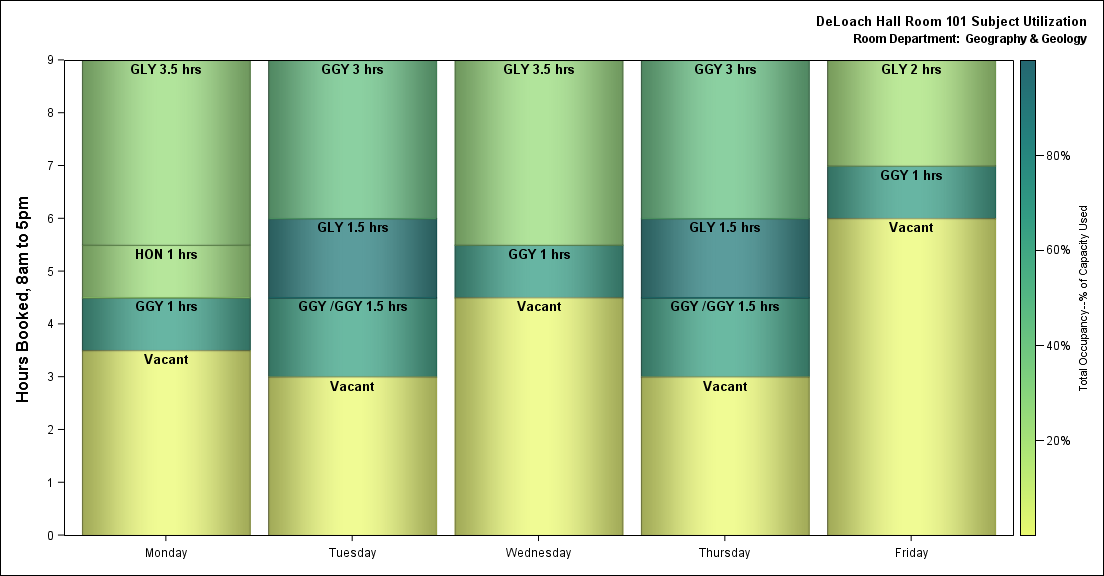 DeLoach Hall Room 101 Subject Utilization
Room Department: Geography & Geology
Hours Booked, 8am to 5pm
9
8
7
6
5
4
3
2
1
0
GLY 3.5 hrs
HON 1 hrs
GGY 1 hrs
Vacant
GGY 3 hrs
GLY 1.5 hrs
GGY /GGY 1.5 hrs
Vacant
GLY 3.5 hrs
GGY 1 hrs
Vacant
GGY 3 hrs
GLY 1.5 hrs
GGY /GGY 1.5 hrs
Vacant
GLY 2 hrs
GGY 1 hrs
Vacant
Monday
Tuesday
Wednesday
Thursday
Friday
80%
60%
40%
20%
Total Occupancy--% of Capacity Used